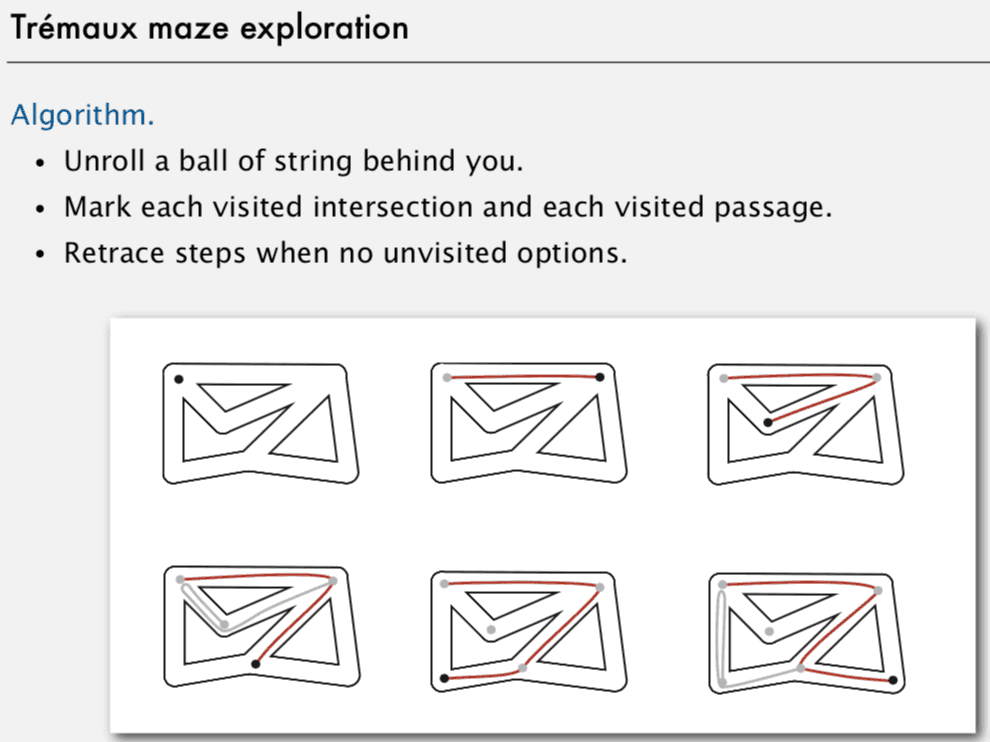 Trémaux maze exploration
Algorithm.
• Unroll a ball of string behind you.
• Mark each visited intersection and each visited passage.
• Retrace steps when no unvisited options.